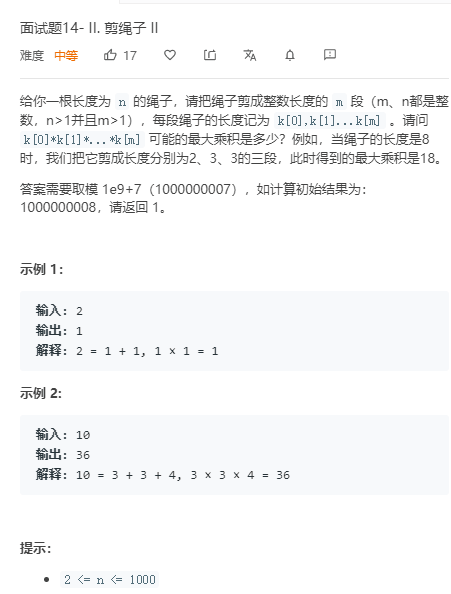 面试题14- II. 剪绳子 II
难度 中等 17
给你一根长度为 n 的绳子，请把绳子剪成整数长度的 m 段（m、n都是整
数，n>1并且m>1），每段绳子的长度记为 k[0],k[1]...k[m] 。请问
k[0]*k[1]*...*k[m] 可能的最大乘积是多少？例如，当绳子的长度是8
时，我们把它剪成长度分别为2、3、3的三段，此时得到的最大乘积是18。
答案需要取模 1e9+7（1000000007），如计算初始结果为：
1000000008，请返回 1。
示例 1：
输入: 2
输出: 1
解释: 2 = 1 + 1, 1 × 1 = 1
示例 2:
输入: 10
输出: 36
解释: 10 = 3 + 3 + 4, 3 × 3 × 4 = 36
提示：
2 <= n <= 1000